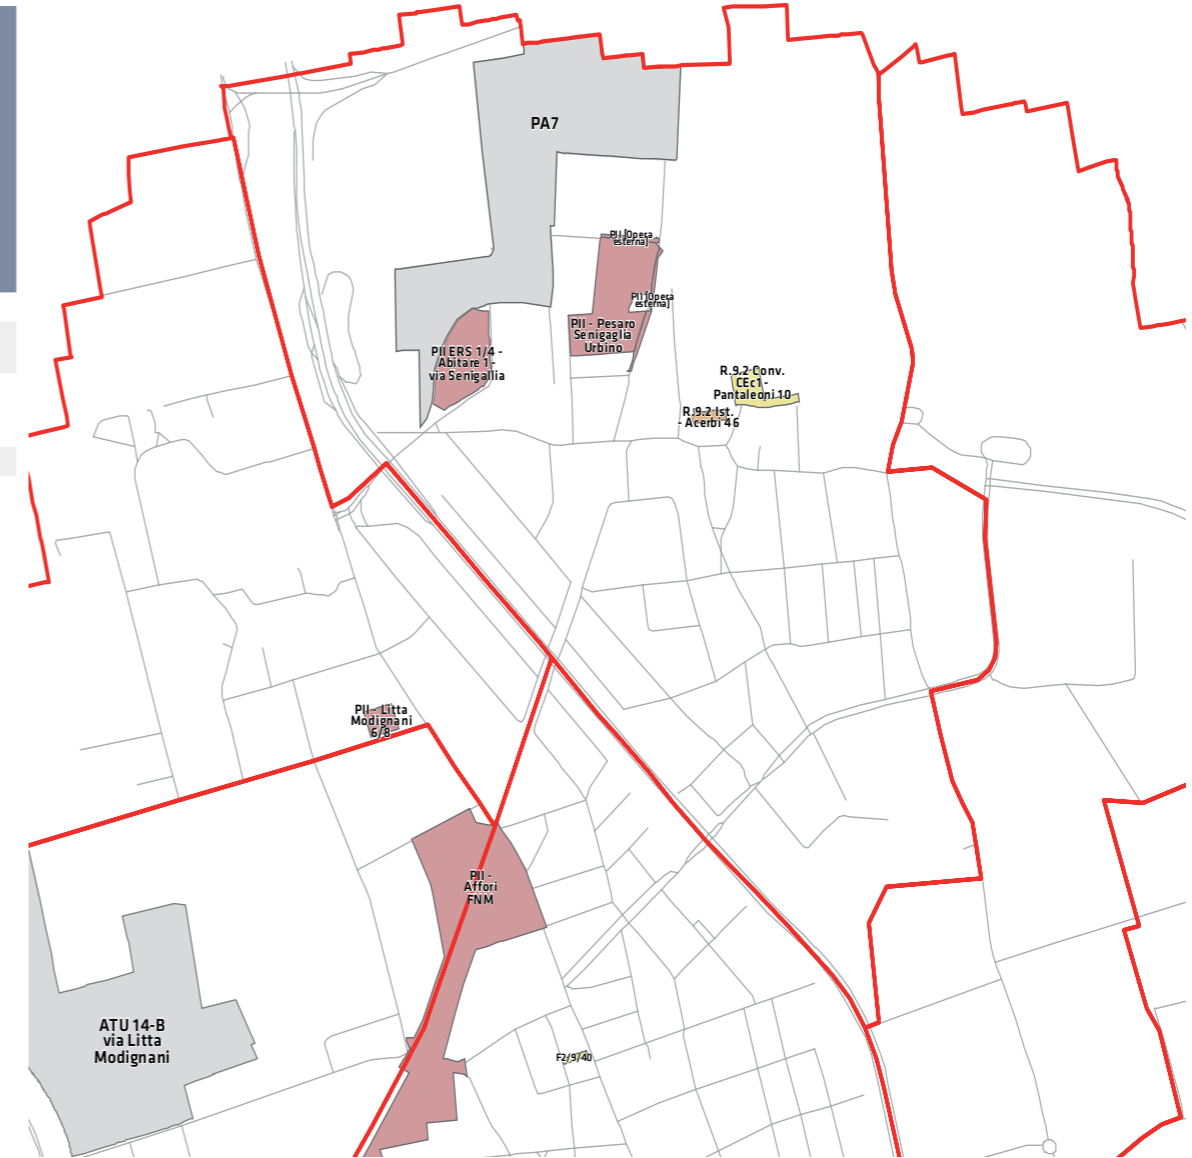 PA7
PII [Opera
esterna]
PII [Opera
esterna]
PII - Pesaro
Senigaglia
Urbino
PII ERS 1/4 -
Abitare 1 -
via Senigallia
R.9.2 Conv.
CEc1 -
Pantaleoni 10
R.9.2 Ist.
- Acerbi 46
PII - Litta
Modignani
6/8
PII -
Affori
FNM
ATU 14-B
via Litta
Modignani
F2/9/40